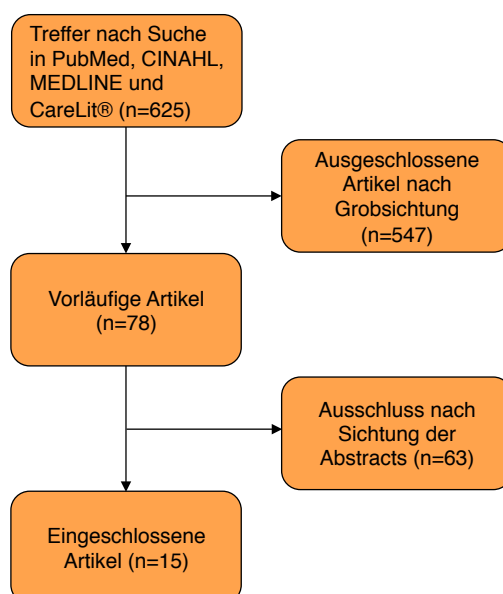 Treffer nach Suche
in PubMed, CINAHL,
MEDLINE und
CareLit® (n=625)
Ausgeschlossene
Artikel nach
Grobsichtung
(n=547)
Vorläufige Artikel
(n=78)
Ausschluss nach
Sichtung der
Abstracts (n=63)
Eingeschlossene
Artikel (n=15)